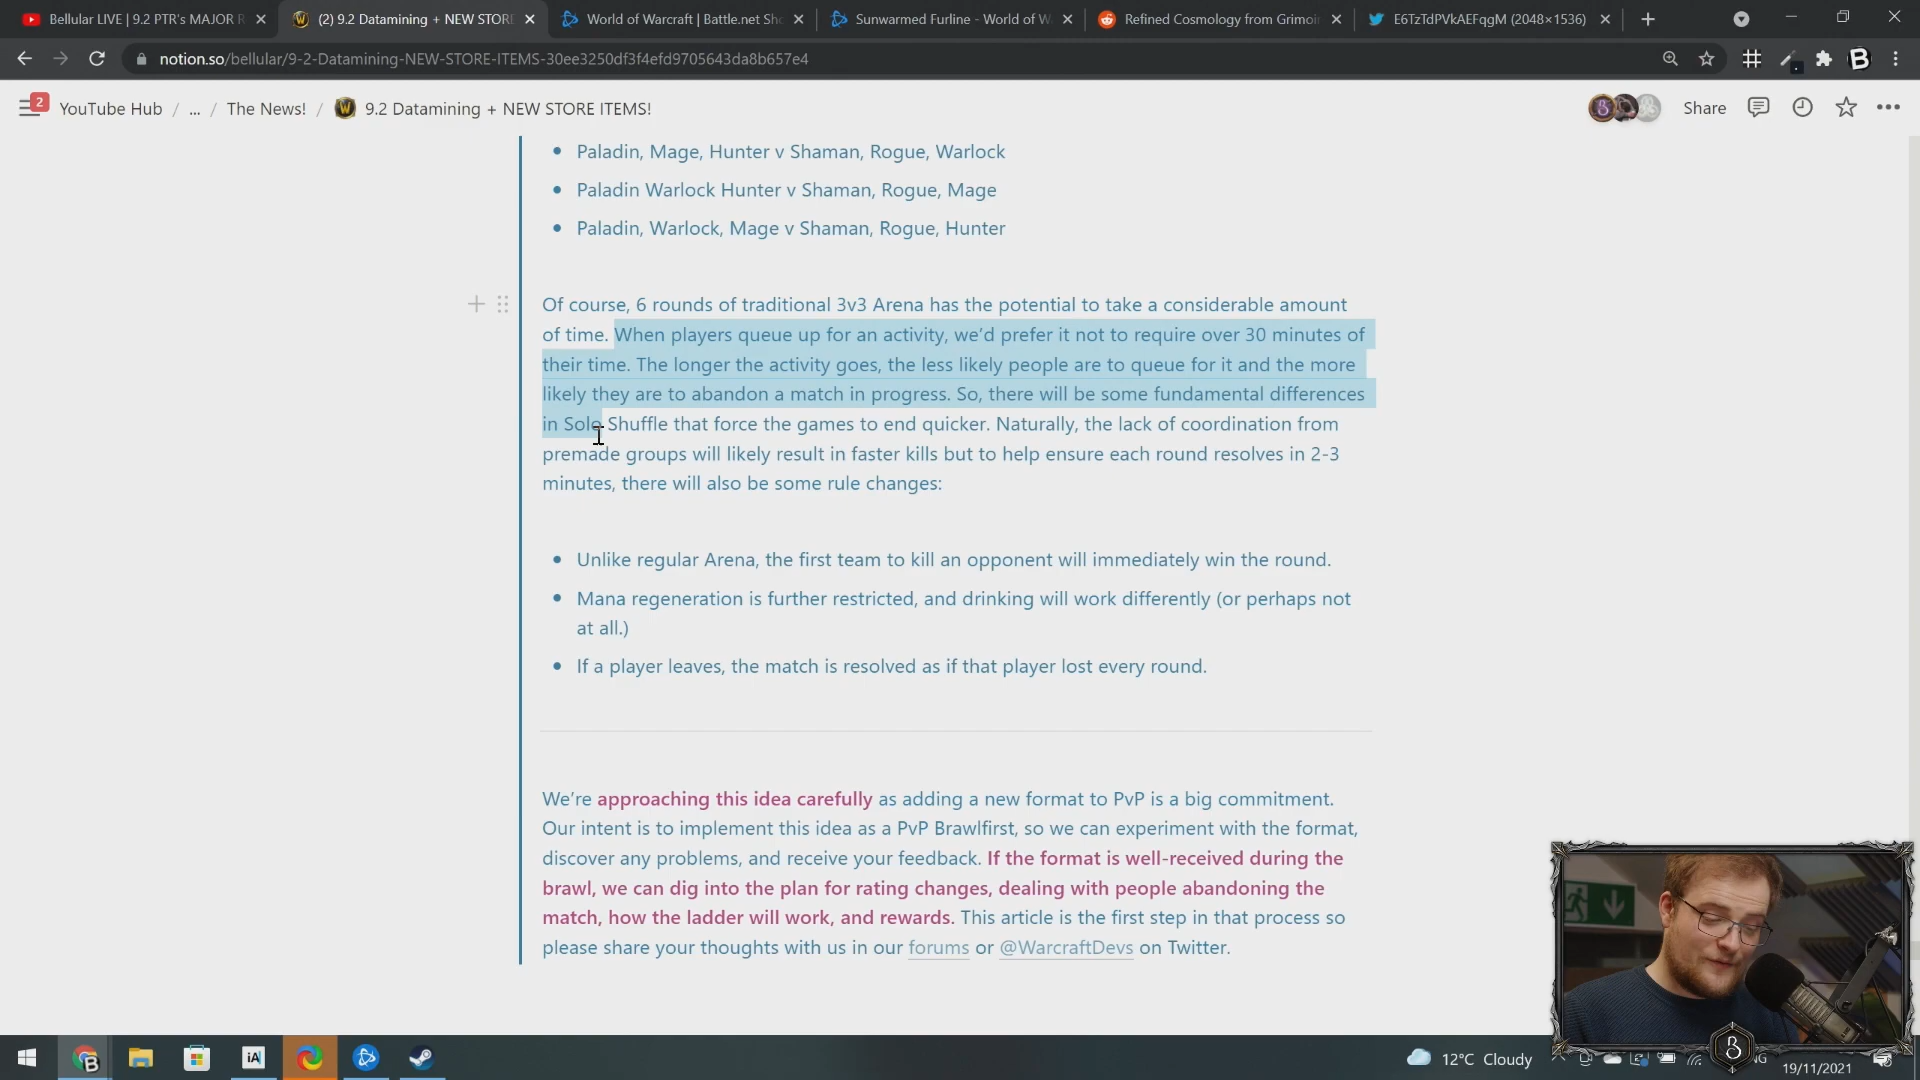 Bellular LIVE | 9.2 PTR's MAJOR R
(2) 9.2 Datamining + NEW STORE
World of Warcraft | Battle.net Sho
Sunwarmed Furline - World of W
Refined Cosmology from Grimoir
E6TzTdPVkAEFqgM (2048×1536)
notion.so/bellular/9-2-Datamining-NEW-STORE-ITEMS-30ee3250df3f4efd9705643da8b657e4
2
YouTube Hub / ... / The News! / 9.2 Datamining + NEW STORE ITEMS!
Share
Paladin, Mage, Hunter v Shaman, Rogue, Warlock
Paladin Warlock Hunter v Shaman, Rogue, Mage
Paladin, Warlock, Mage v Shaman, Rogue, Hunter
Of course, 6 rounds of traditional 3v3 Arena has the potential to take a considerable amount
of time. When players queue up for an activity, we'd prefer it not to require over 30 minutes of
their time. The longer the activity goes, the less likely people are to queue for it and the more
likely they are to abandon a match in progress. So, there will be some fundamental differences
in Solo Shuffle that force the games to end quicker. Naturally, the lack of coordination from
premade groups will likely result in faster kills but to help ensure each round resolves in 2-3
minutes, there will also be some rule changes:
Unlike regular Arena, the first team to kill an opponent will immediately win the round.
Mana regeneration is further restricted, and drinking will work differently (or perhaps not
at all.)
If a player leaves, the match is resolved as if that player lost every round.
We're approaching this idea carefully as adding a new format to PvP is a big commitment.
Our intent is to implement this idea as a PvP Brawlfirst, so we can experiment with the format,
discover any problems, and receive your feedback. If the format is well-received during the
brawl, we can dig into the plan for rating changes, dealing with people abandoning the
match, how the ladder will work, and rewards. This article is the first step in that process so
please share your thoughts with us in our forums or @WarcraftDevs on Twitter.
iA
12°C Cloudy
19/11/2021